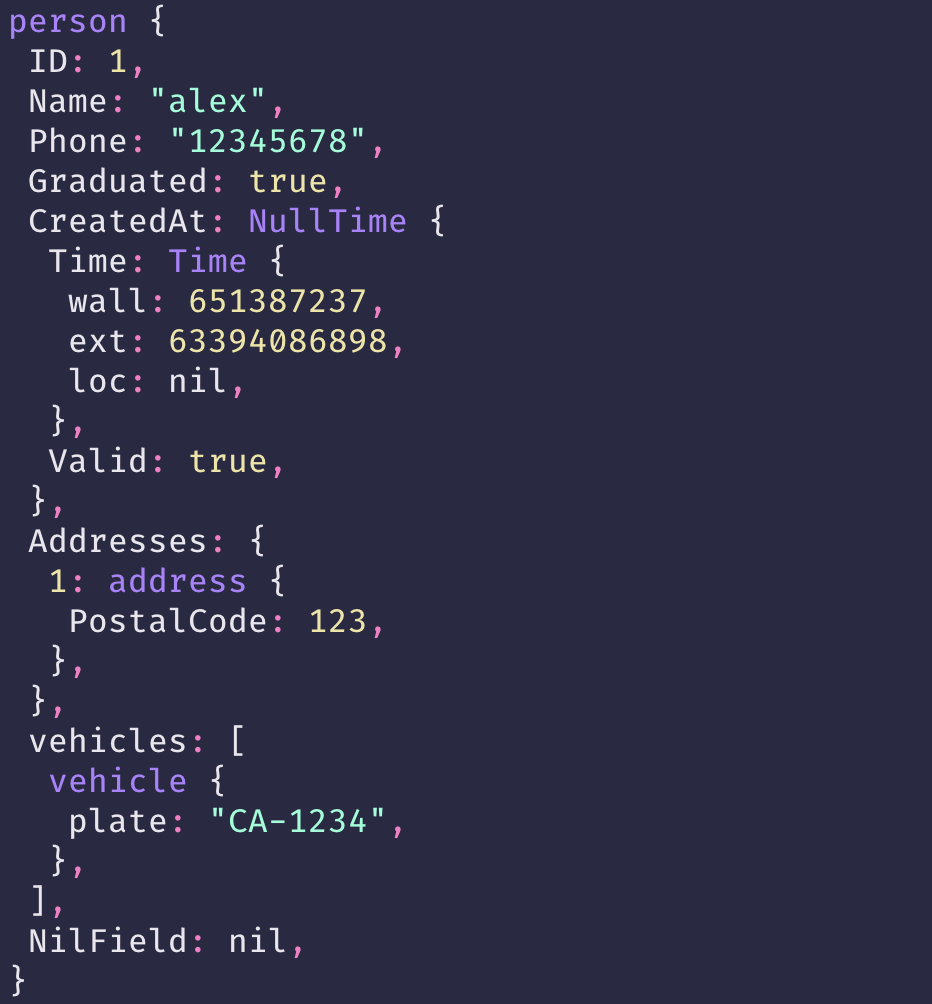 person {
 ID: 1,
 Name: "alex",
 Phone: "12345678",
 Graduated: true,
 CreatedAt: NullTime {
  Time: Time {
   wall: 651387237,
   ext: 63394086898,
   loc: nil,
  },
  Valid: true,
 },
 Addresses: {
  1: address {
   PostalCode: 123,
  },
 },
 vehicles: [
  vehicle {
   plate: "CA-1234",
  },
 ],
 NilField: nil,
}